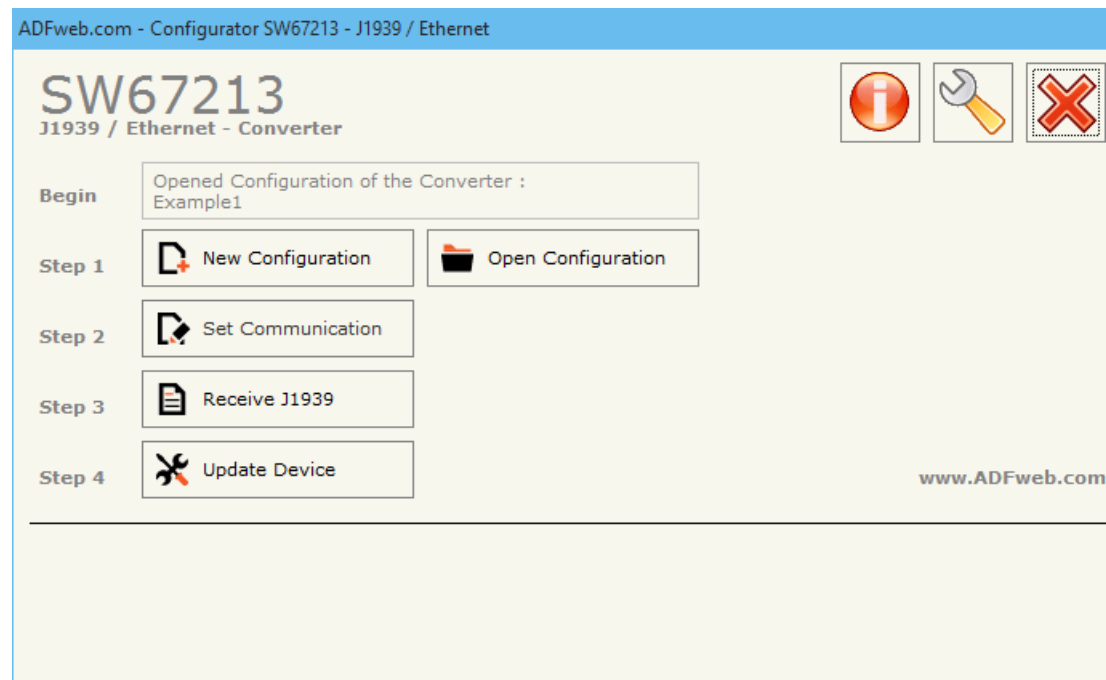 ADFweb.com - Configurator SW67213 - J1939 / Ethernet
SW67213
J1939 / Ethernet - Converter
Begin
Opened Configuration of the Converter :
Example1
Step 1
New Configuration
Open Configuration
Step 2
Set Communication
Step 3
Receive J1939
Step 4
Update Device
www.ADFweb.com